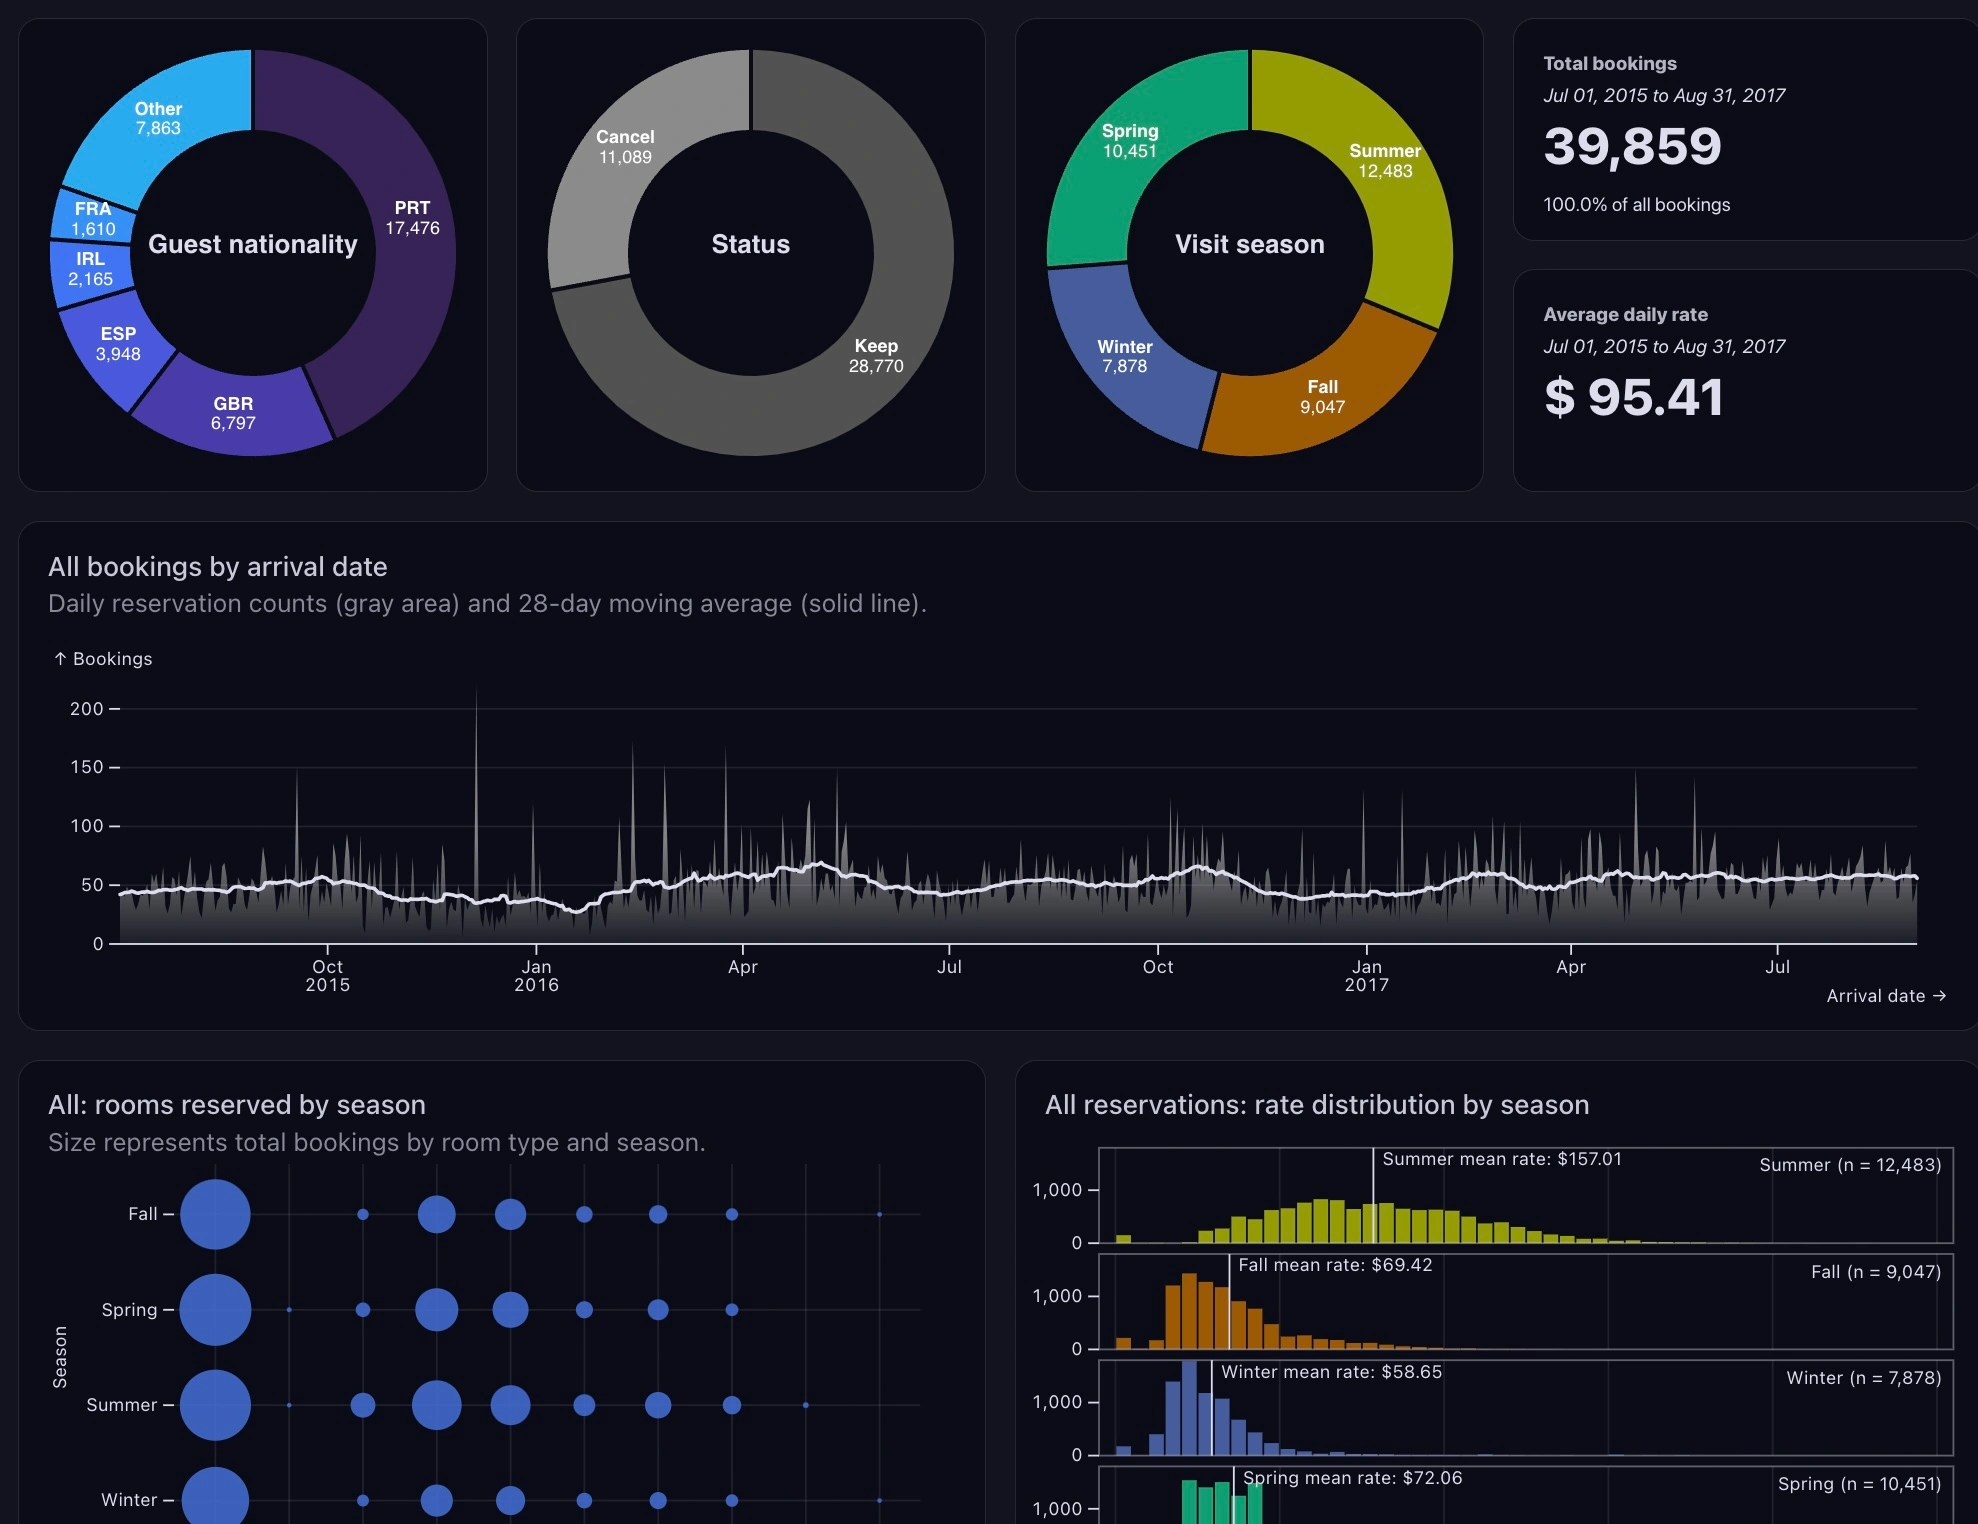 Other
7,863
FRA
1,610
IRL
2,165
ESP
3,948
GBR
6,797
PRT
17,476
Guest nationality
Cancel
11,089
Status
Keep
28,770
Spring
10,451
Summer
12,483
Visit season
Winter
7,878
Fall
9,047
Total bookings
Jul 01, 2015 to Aug 31, 2017
39,859
100.0% of all bookings
Average daily rate
Jul 01, 2015 to Aug 31, 2017
$ 95.41
All bookings by arrival date
Daily reservation counts (gray area) and 28-day moving average (solid line).
↑ Bookings
200
150
100
50
0
Oct
2015
Jan
2016
Apr
Jul
Oct
Jan
2017
Apr
Jul
Arrival date →
All: rooms reserved by season
Size represents total bookings by room type and season.
Season
Fall
Spring
Summer
Winter
All reservations: rate distribution by season
Summer mean rate: $157.01
Summer (n = 12,483)
1,000
0
Fall mean rate: $69.42
Fall (n = 9,047)
1,000
0
Winter mean rate: $58.65
Winter (n = 7,878)
1,000
0
Spring mean rate: $72.06
Spring (n = 10,451)
1,000